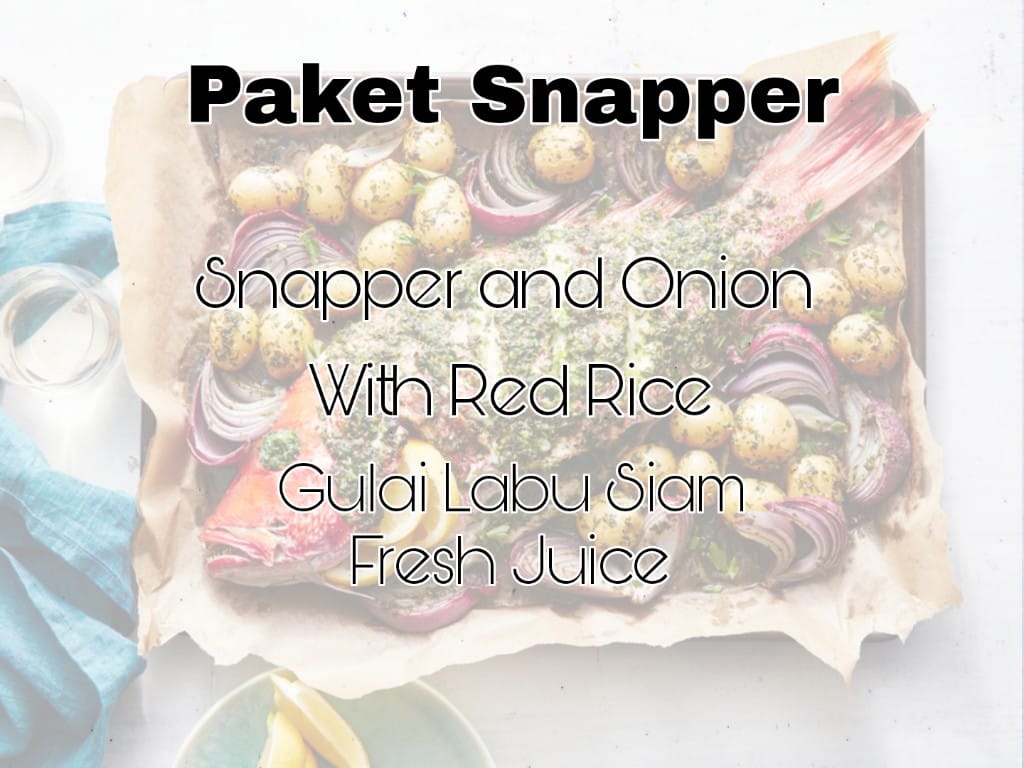 Paket Snapper
Snapper and Onion
With Red Rice
Gulai Labu Siam
Fresh Juice